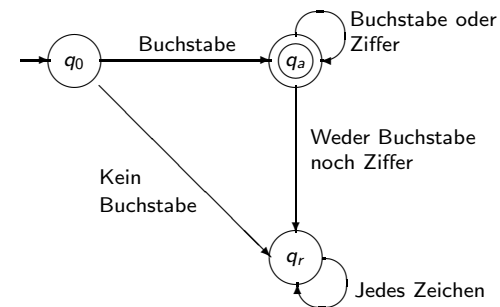 Buchstabe oder
Ziffer
Buchstabe
q0
qa
Weder Buchstabe
noch Ziffer
Kein
Buchstabe
qr
Jedes Zeichen